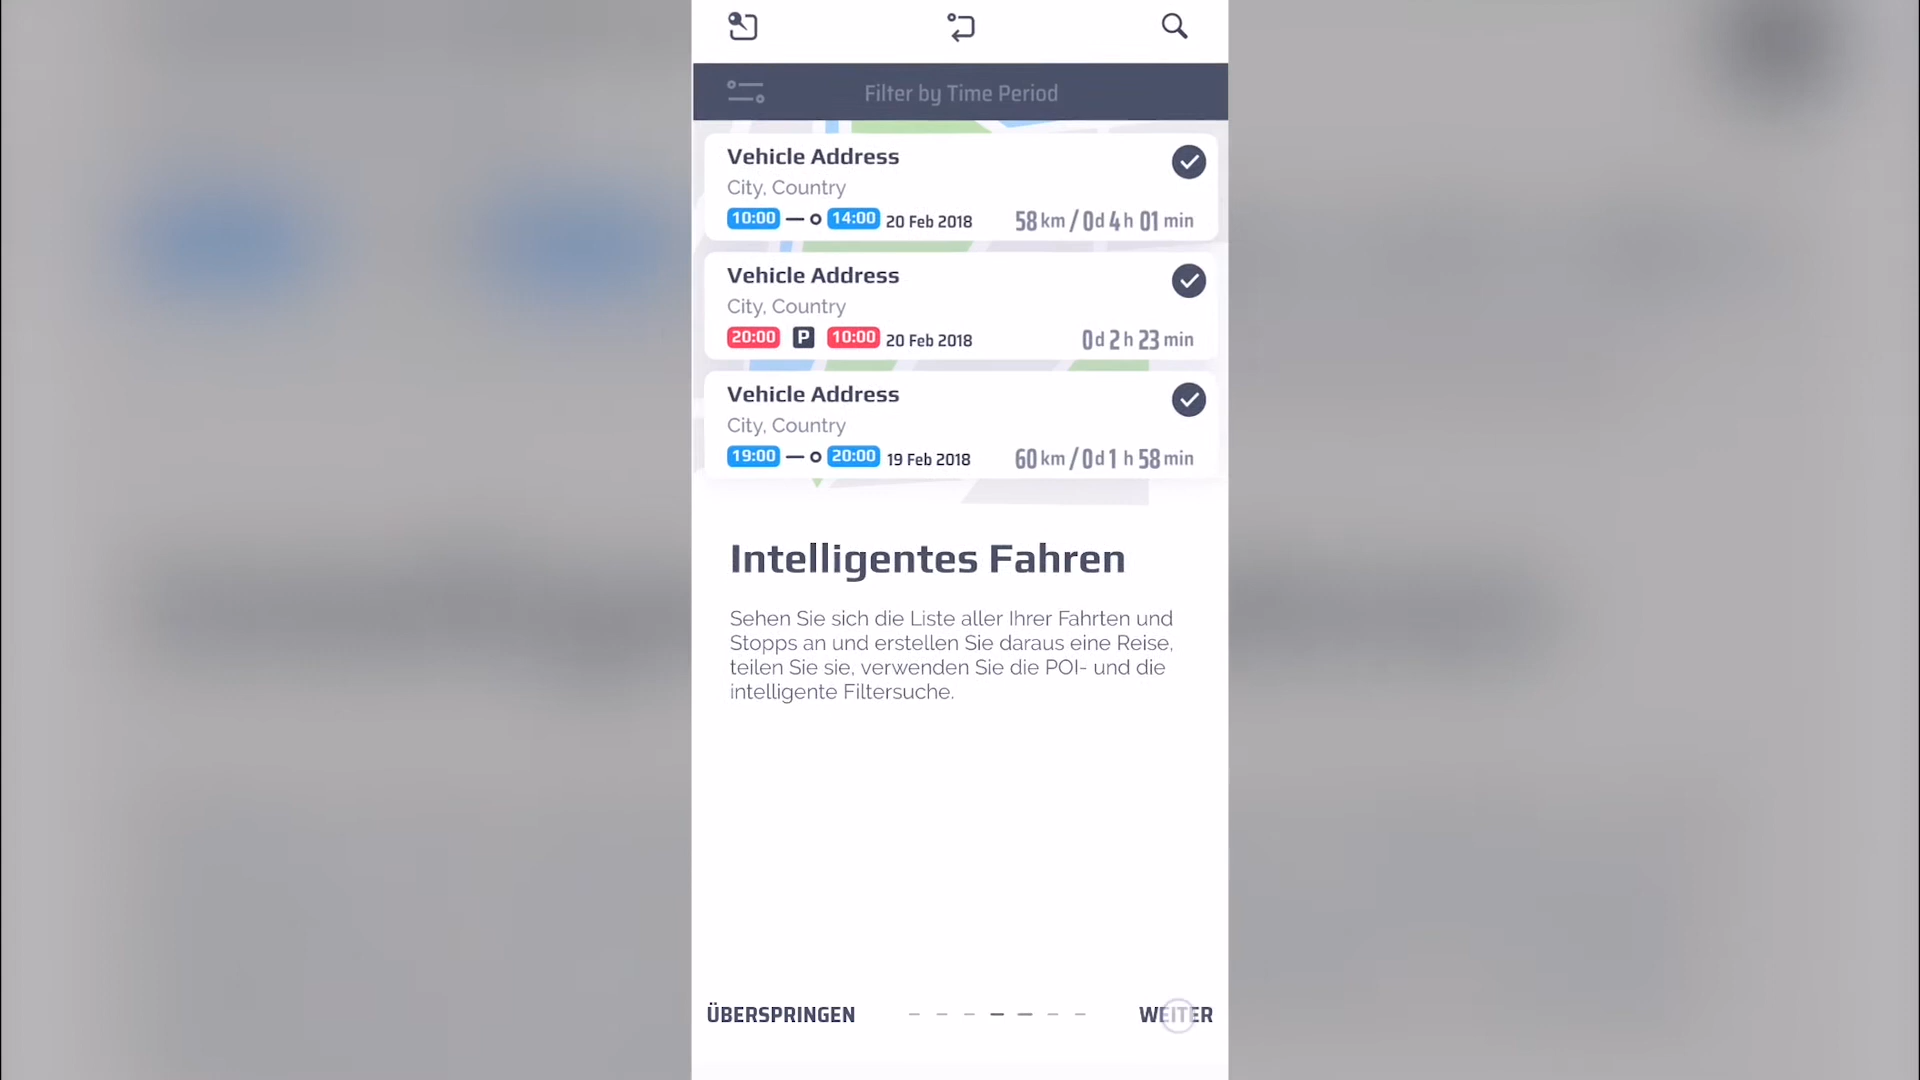 Filter by Time Period
Vehicle Address
City, Country
10:00 14:00 20 Feb 2018 58 km / 0d 4 h 01 min
Vehicle Address
City, Country
20:00 P 10:00 20 Feb 2018 0d 2 h 23 min
Vehicle Address
City, Country
19:00 20:00 19 Feb 2018 60 km / 0d 1 h 58 min
Intelligentes Fahren
Sehen Sie sich die Liste aller Ihrer Fahrten und
Stopps an und erstellen Sie daraus eine Reise,
teilen Sie sie, verwenden Sie die POI- und die
intelligente Filtersuche.
ÜBERSPRINGEN WEITER